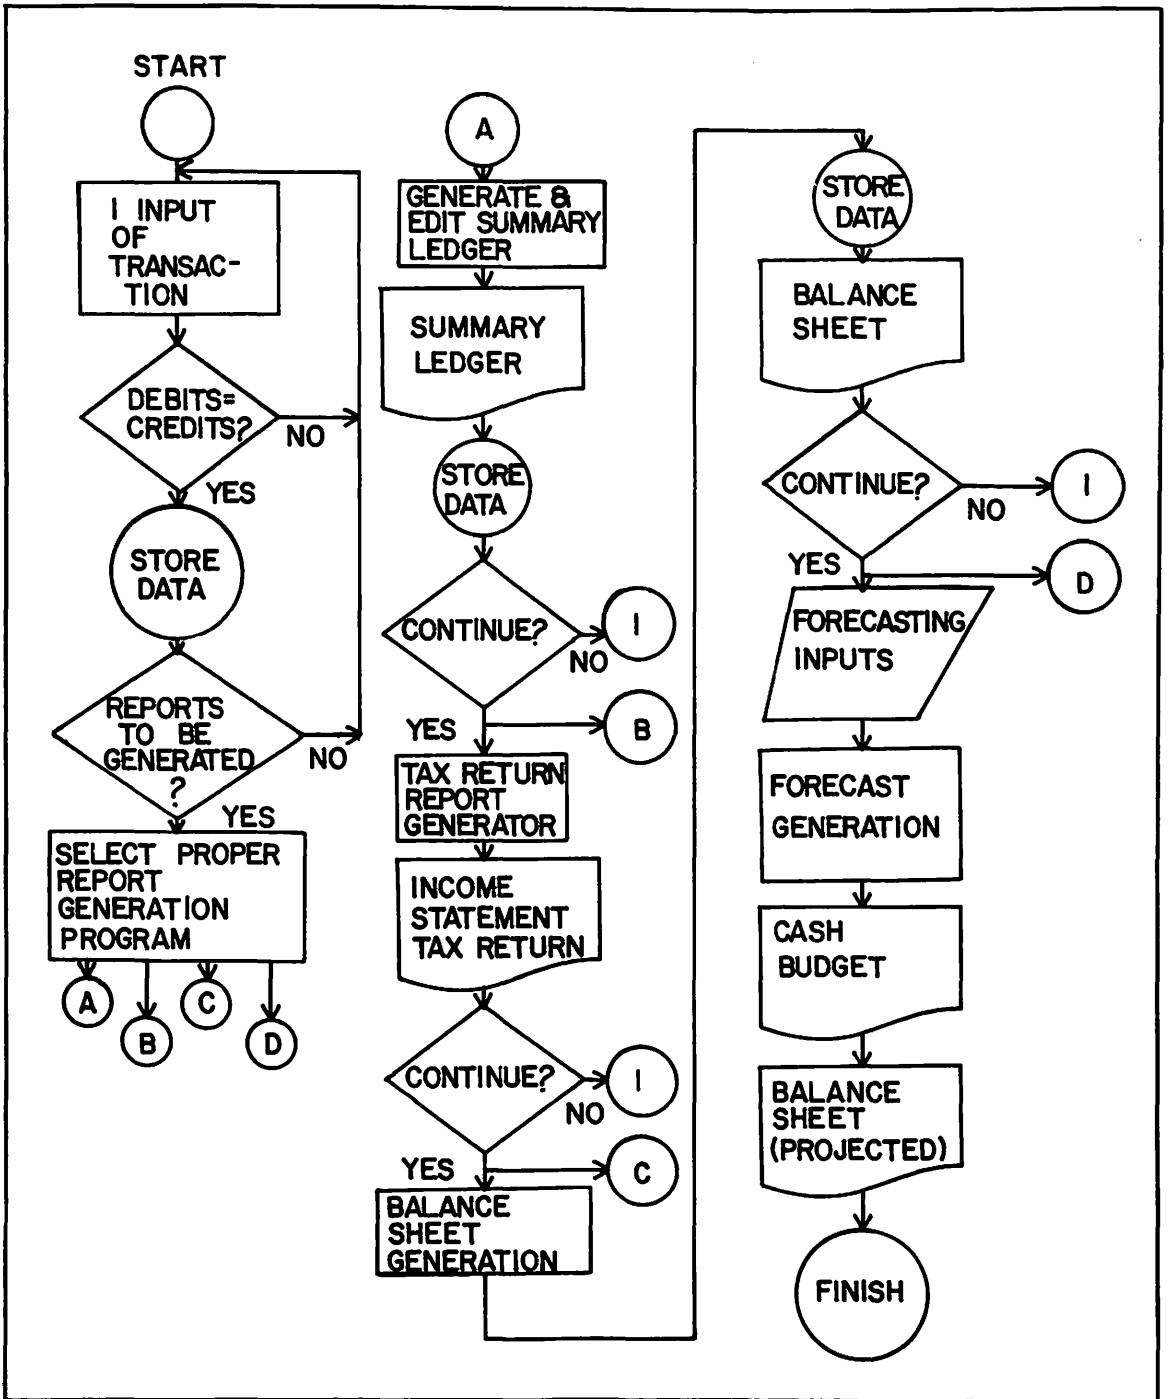 START
I INPUT
OF
TRANSAC-
TION
DEBITS=
CREDITS?
NO
YES
STORE
DATA
REPORTS
TO BE
GENERATED
?
NO
YES
SELECT PROPER
REPORT
GENERATION
PROGRAM
A
B
C
D
A
GENERATE &
EDIT SUMMARY
LEDGER
SUMMARY
LEDGER
STORE
DATA
CONTINUE?
NO
I
YES
B
TAX RETURN
REPORT
GENERATOR
INCOME
STATEMENT
TAX RETURN
CONTINUE?
NO
I
YES
C
BALANCE
SHEET
GENERATION
STORE
DATA
BALANCE
SHEET
CONTINUE?
NO
I
YES
D
FORECASTING
INPUTS
FORECAST
GENERATION
CASH
BUDGET
BALANCE
SHEET
(PROJECTED)
FINISH